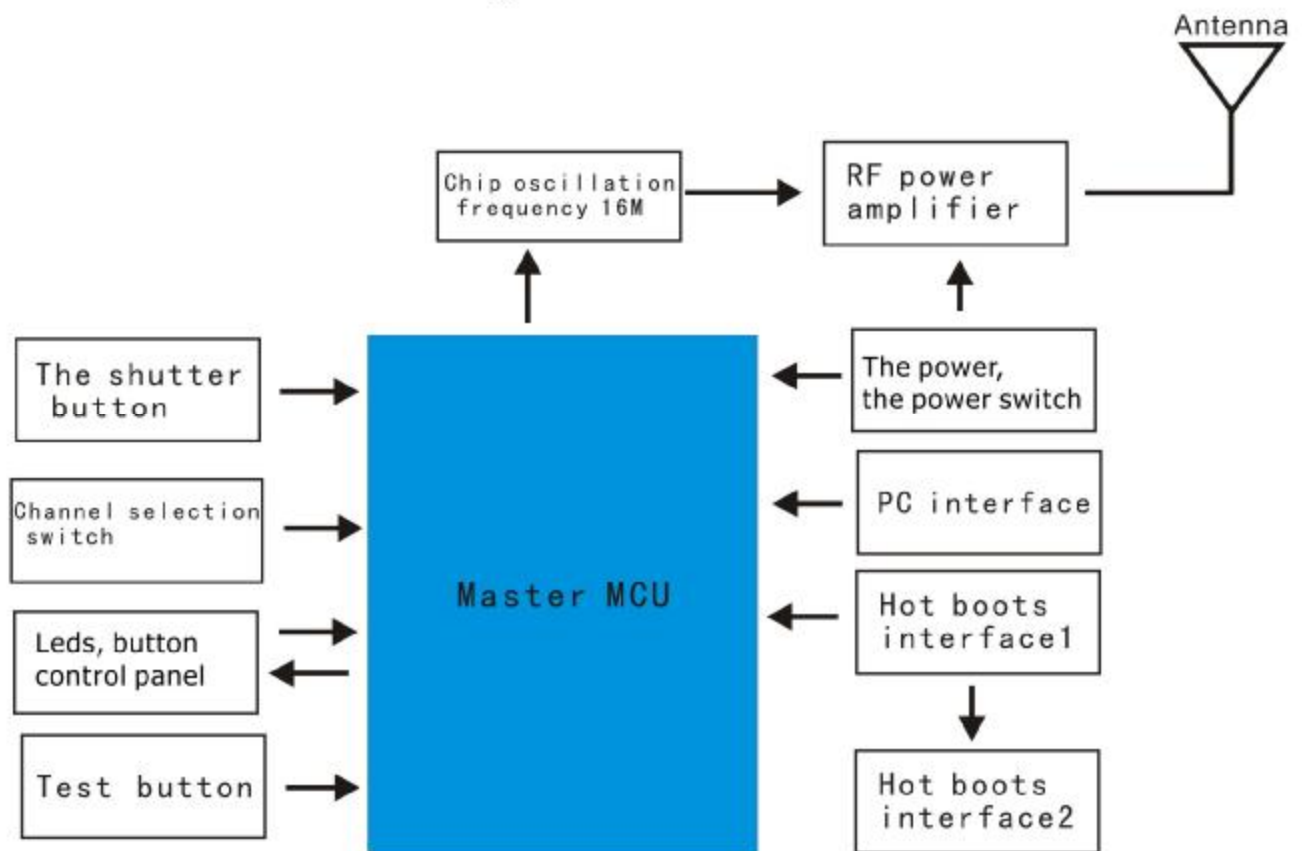 Antenna
Chip oscillation
frequency 16M
RF power
amplifier
The shutter
button
The power,
the power switch
Channel selection
switch
PC interface
Master MCU
Hot boots
interface1
Leds, button
control panel
Test button
Hot boots
interface2